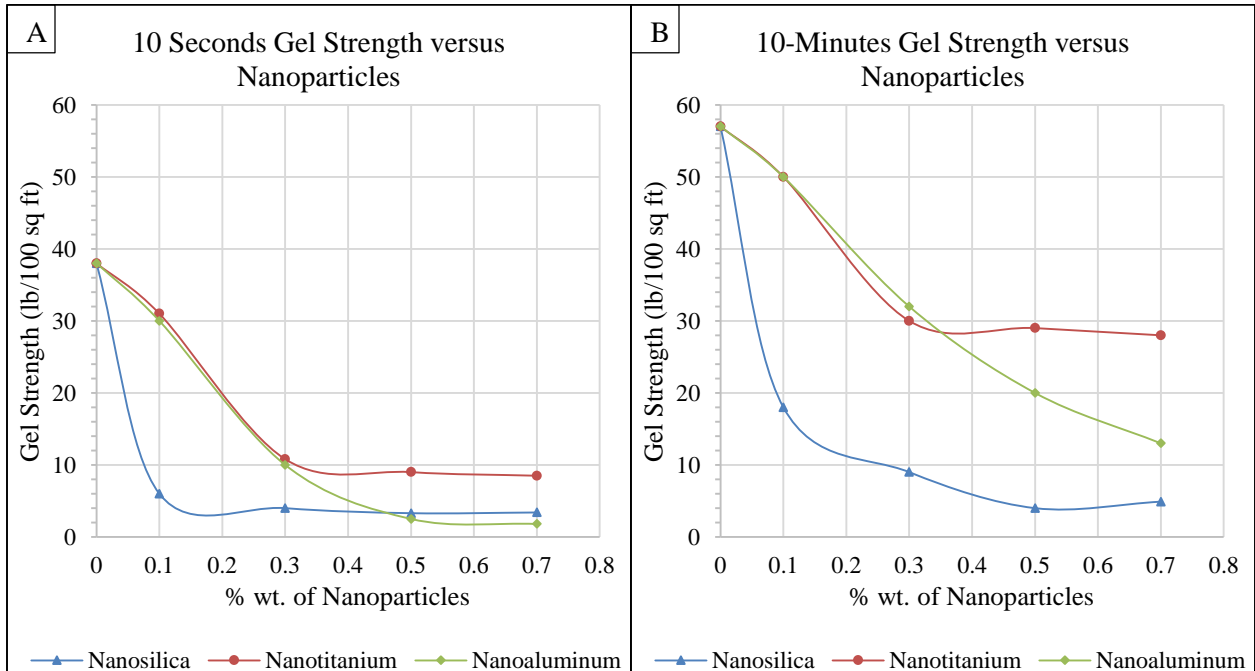 A
10 Seconds Gel Strength versus
Nanoparticles
Gel Strength (lb/100 sq ft)
60
50
40
30
20
10
0
0 0.1 0.2 0.3 0.4 0.5 0.6 0.7 0.8
% wt. of Nanoparticles
Nanosilica Nanotitanium Nanoaluminum
B
10-Minutes Gel Strength versus
Nanoparticles
Gel Strength (lb/100 sq ft)
60
50
40
30
20
10
0
0 0.1 0.2 0.3 0.4 0.5 0.6 0.7 0.8
% wt. of Nanoparticles
Nanosilica Nanotitanium Nanoaluminum